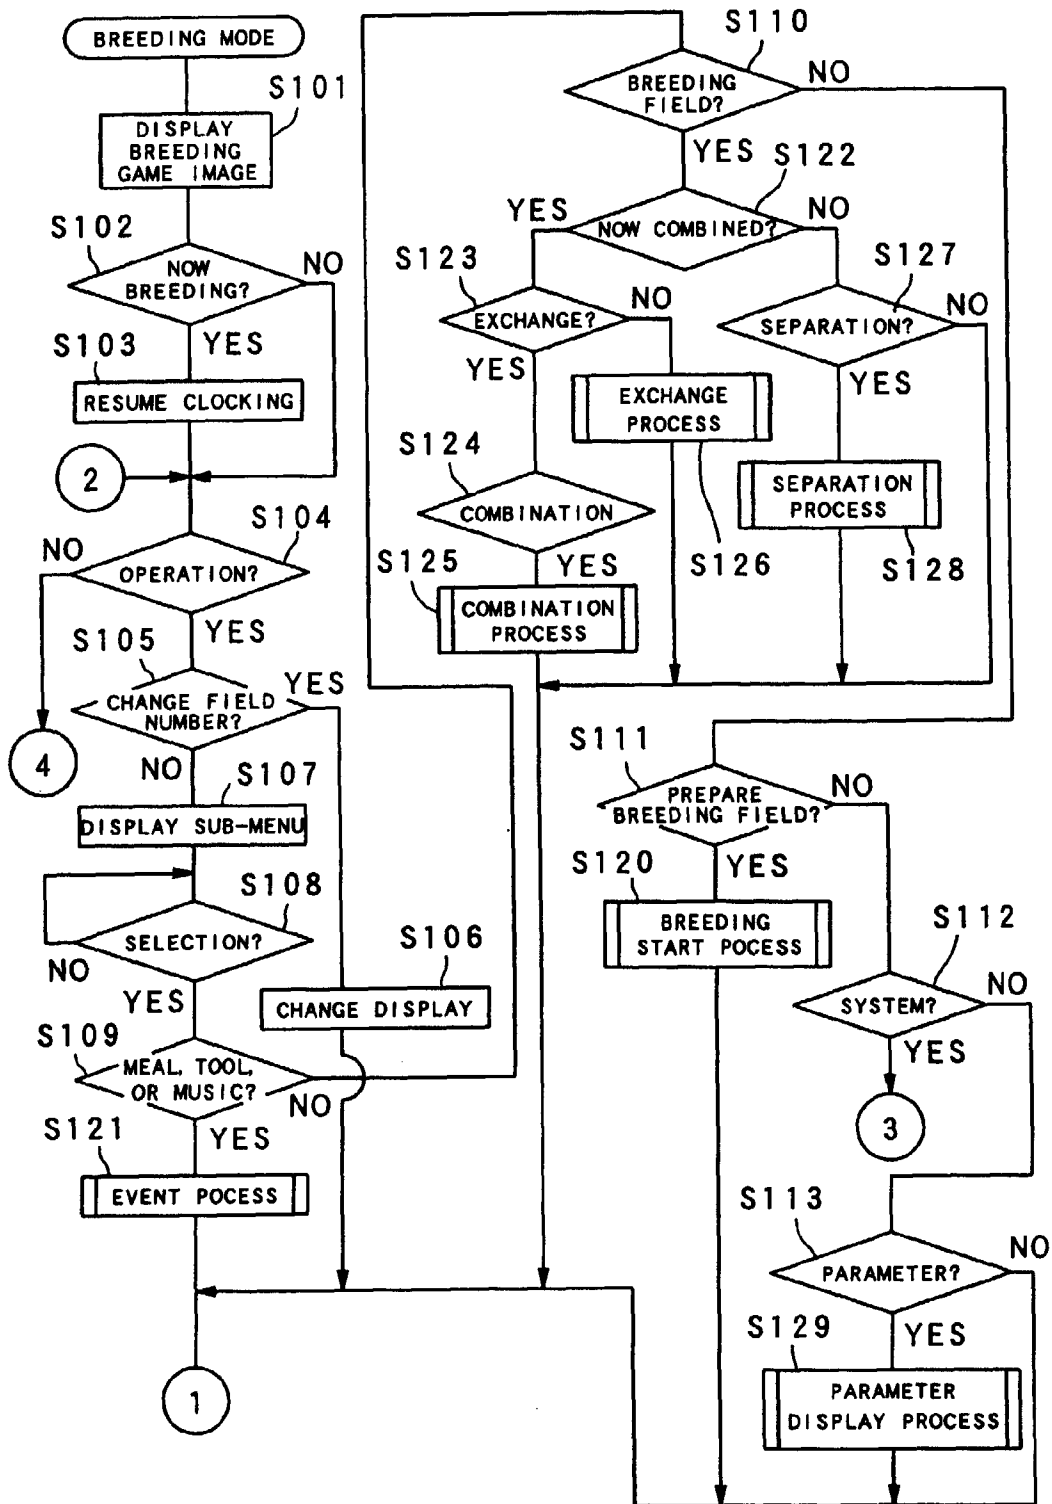 BREEDING MODE
S101
DISPLAY
BREEDING
GAME IMAGE
S102
NOW
BREEDING?
NO
YES
S103
RESUME CLOCKING
2
S104
NO
OPERATION?
YES
S105
CHANGE FIELD
NUMBER?
YES
4
NO
S107
DISPLAY SUB-MENU
S108
SELECTION?
NO
YES
S106
CHANGE DISPLAY
S109
MEAL, TOOL,
OR MUSIC?
NO
YES
S121
EVENT POCESS
1
S110
BREEDING
FIELD?
NO
YES
S122
NOW COMBINED?
YES
NO
S123
EXCHANGE?
NO
YES
S127
SEPARATION?
NO
YES
EXCHANGE
PROCESS
S126
S124
COMBINATION
YES
S125
COMBINATION
PROCESS
SEPARATION
PROCESS
S128
S111
PREPARE
BREEDING FIELD?
NO
YES
S120
BREEDING
START POCESS
S112
SYSTEM?
NO
YES
3
S113
PARAMETER?
NO
YES
S129
PARAMETER
DISPLAY PROCESS